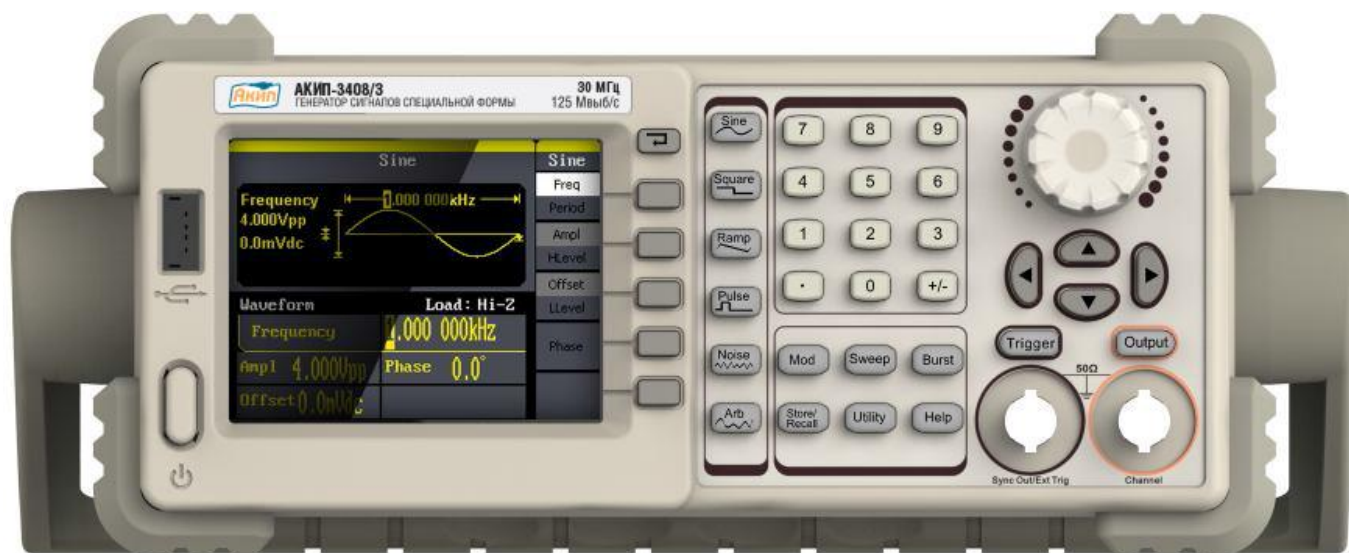 Акип
АКИП-3408/3
ГЕНЕРАТОР СИГНАЛОВ СПЕЦИАЛЬНОЙ ФОРМЫ
30 МГц
125 Мвыб/с
Sine
Sine
Frequency
1.000 000kHz
4.000Vpp
0.0mVdc
Freq
Period
Ampl
HLevel
Offset
LLevel
Phase
Waveform
Load: Hi-Z
Frequency
1.000 000kHz
Ampl 4.000Vpp
Phase 0.0°
Offset 0.0mVdc
Sine
Square
Ramp
Pulse
Noise
Arb
7 8 9
4 5 6
1 2 3
. 0 +/-
Mod Sweep Burst
Store/
Recall
Utility Help
Trigger
Output
50Ω
Sync Out/Ext Trig
Channel